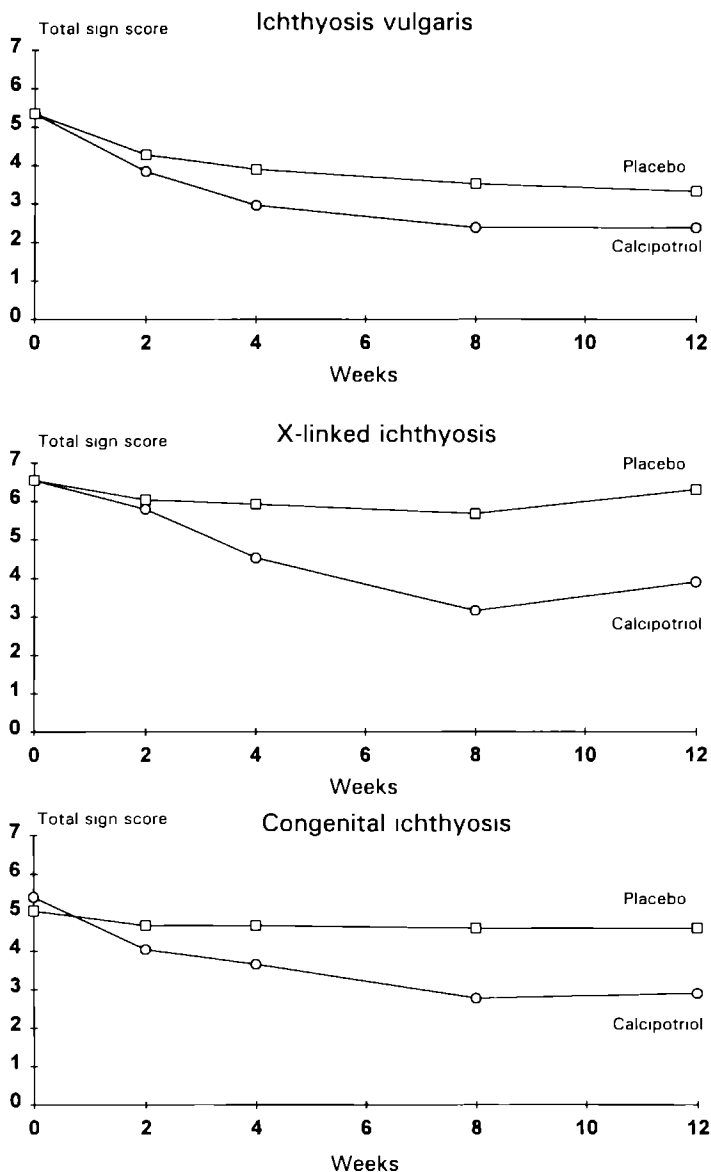 Ichthyosis vulgaris
Total sign score
7
6
5
4
3
2
1
0
Placebo
Calcipotriol
0 2 4 6 8 10 12
Weeks
X-linked ichthyosis
Total sign score
7
6
5
4
3
2
1
0
Placebo
Calcipotriol
0 2 4 6 8 10 12
Weeks
Congenital ichthyosis
Total sign score
7
6
5
4
3
2
1
0
Placebo
Calcipotriol
0 2 4 6 8 10 12
Weeks